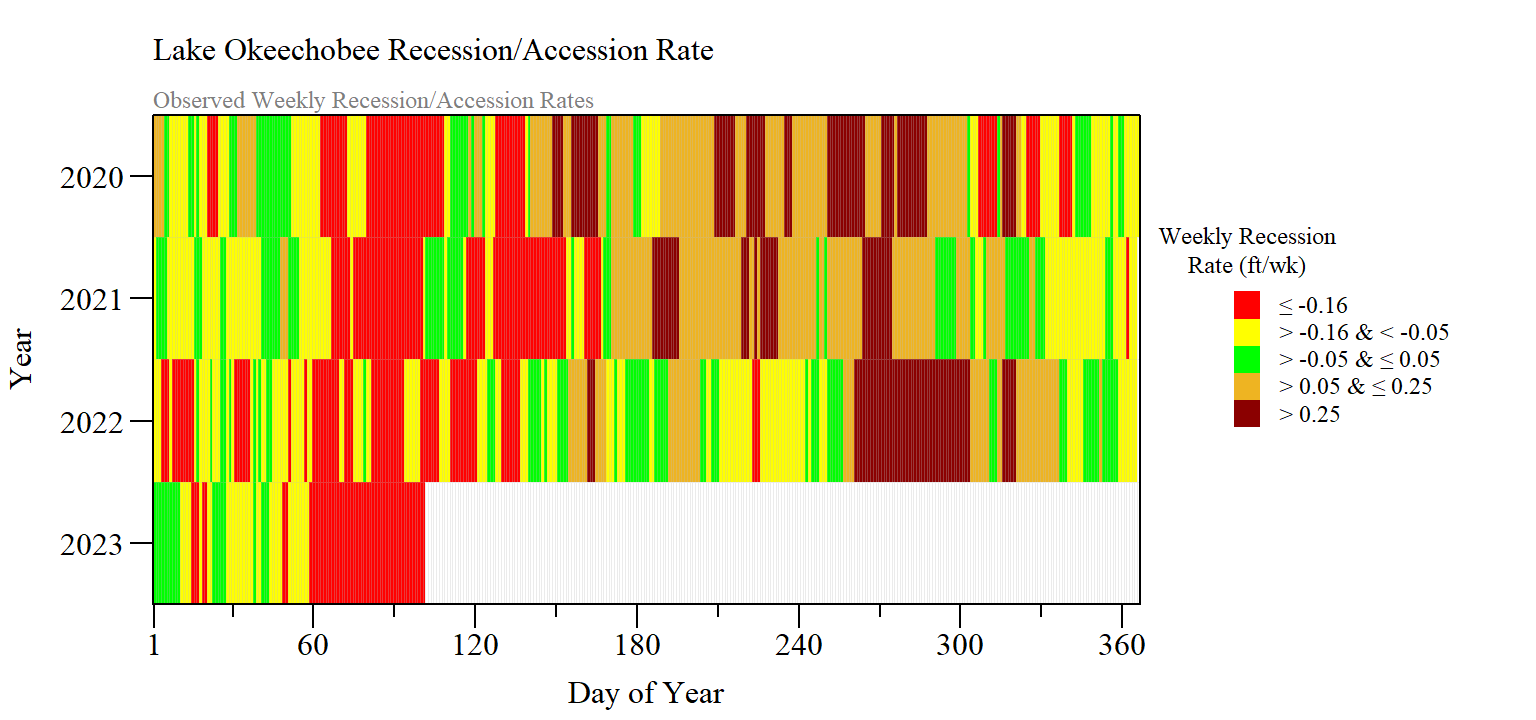 Lake Okeechobee Recession/Accession Rate
Observed Weekly Recession/Accession Rates
2020
2021
2022
2023
Year
1 60 120 180 240 300 360
Day of Year
Weekly Recession
Rate (ft/wk)
≤ -0.16
> -0.16 & < -0.05
> -0.05 & ≤ 0.05
> 0.05 & ≤ 0.25
> 0.25